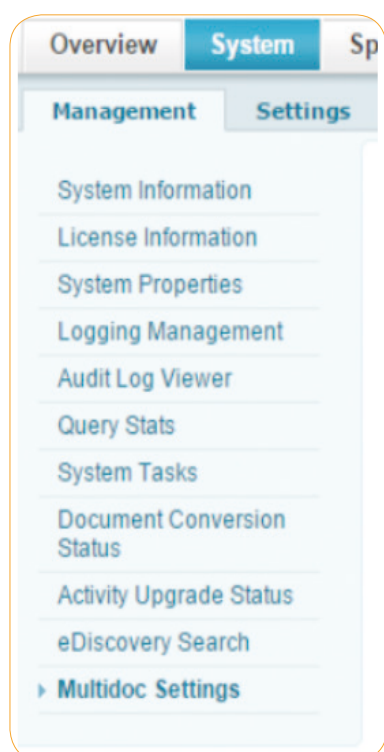 Overview System Sp
Management Settings
System Information
License Information
System Properties
Logging Management
Audit Log Viewer
Query Stats
System Tasks
Document Conversion
Status
Activity Upgrade Status
eDiscovery Search
Multidoc Settings